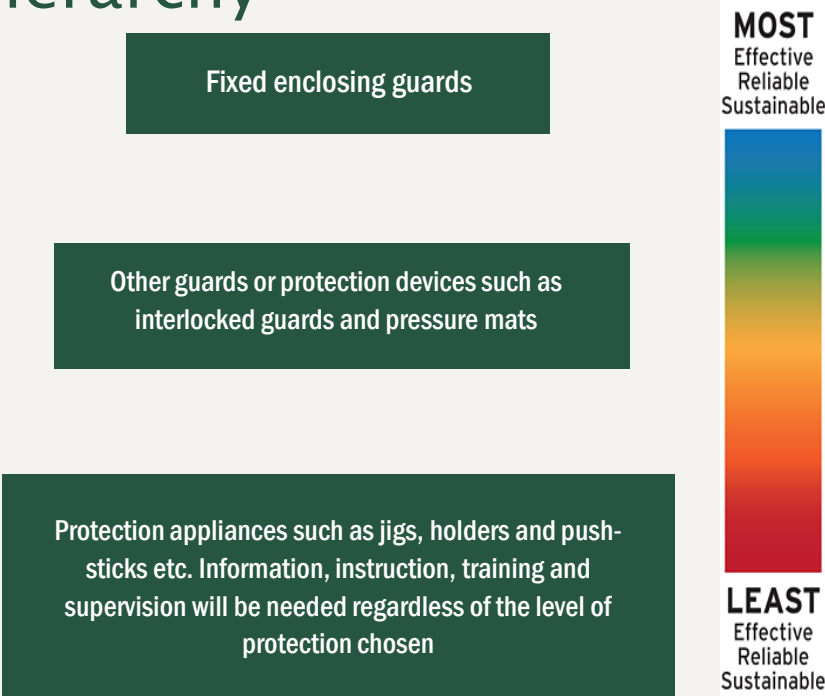 Hierarchy
Fixed enclosing guards
Other guards or protection devices such as
interlocked guards and pressure mats
Protection appliances such as jigs, holders and push-
sticks etc. Information, instruction, training and
supervision will be needed regardless of the level of
protection chosen
MOST
Effective
Reliable
Sustainable
LEAST
Effective
Reliable
Sustainable